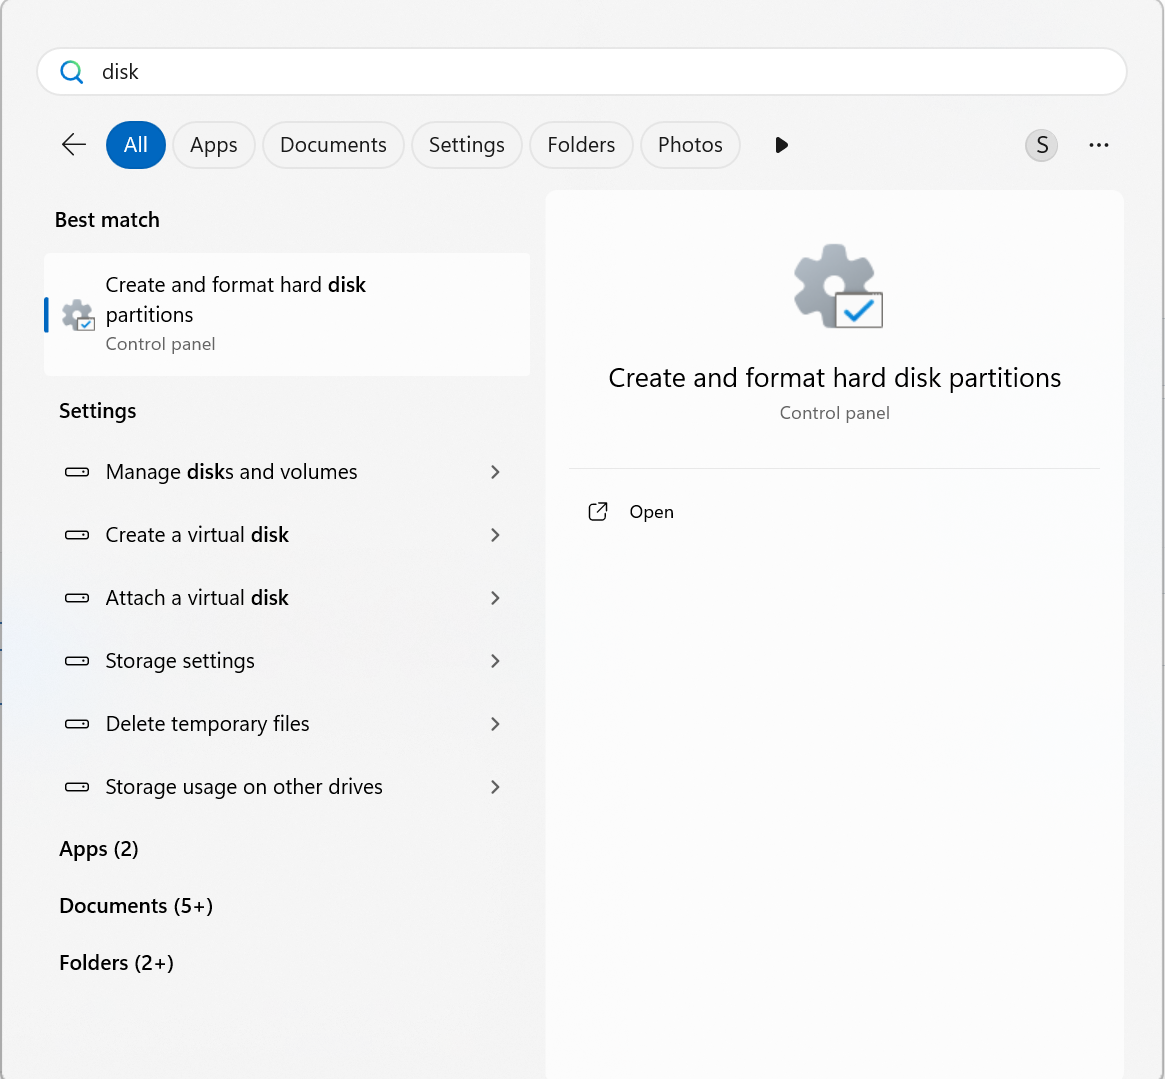 disk
All
Apps
Documents
Settings
Folders
Photos
S
Best match
Create and format hard disk
partitions
Control panel
Settings
Manage disks and volumes
Create a virtual disk
Attach a virtual disk
Storage settings
Delete temporary files
Storage usage on other drives
Apps (2)
Documents (5+)
Folders (2+)
Create and format hard disk partitions
Control panel
Open